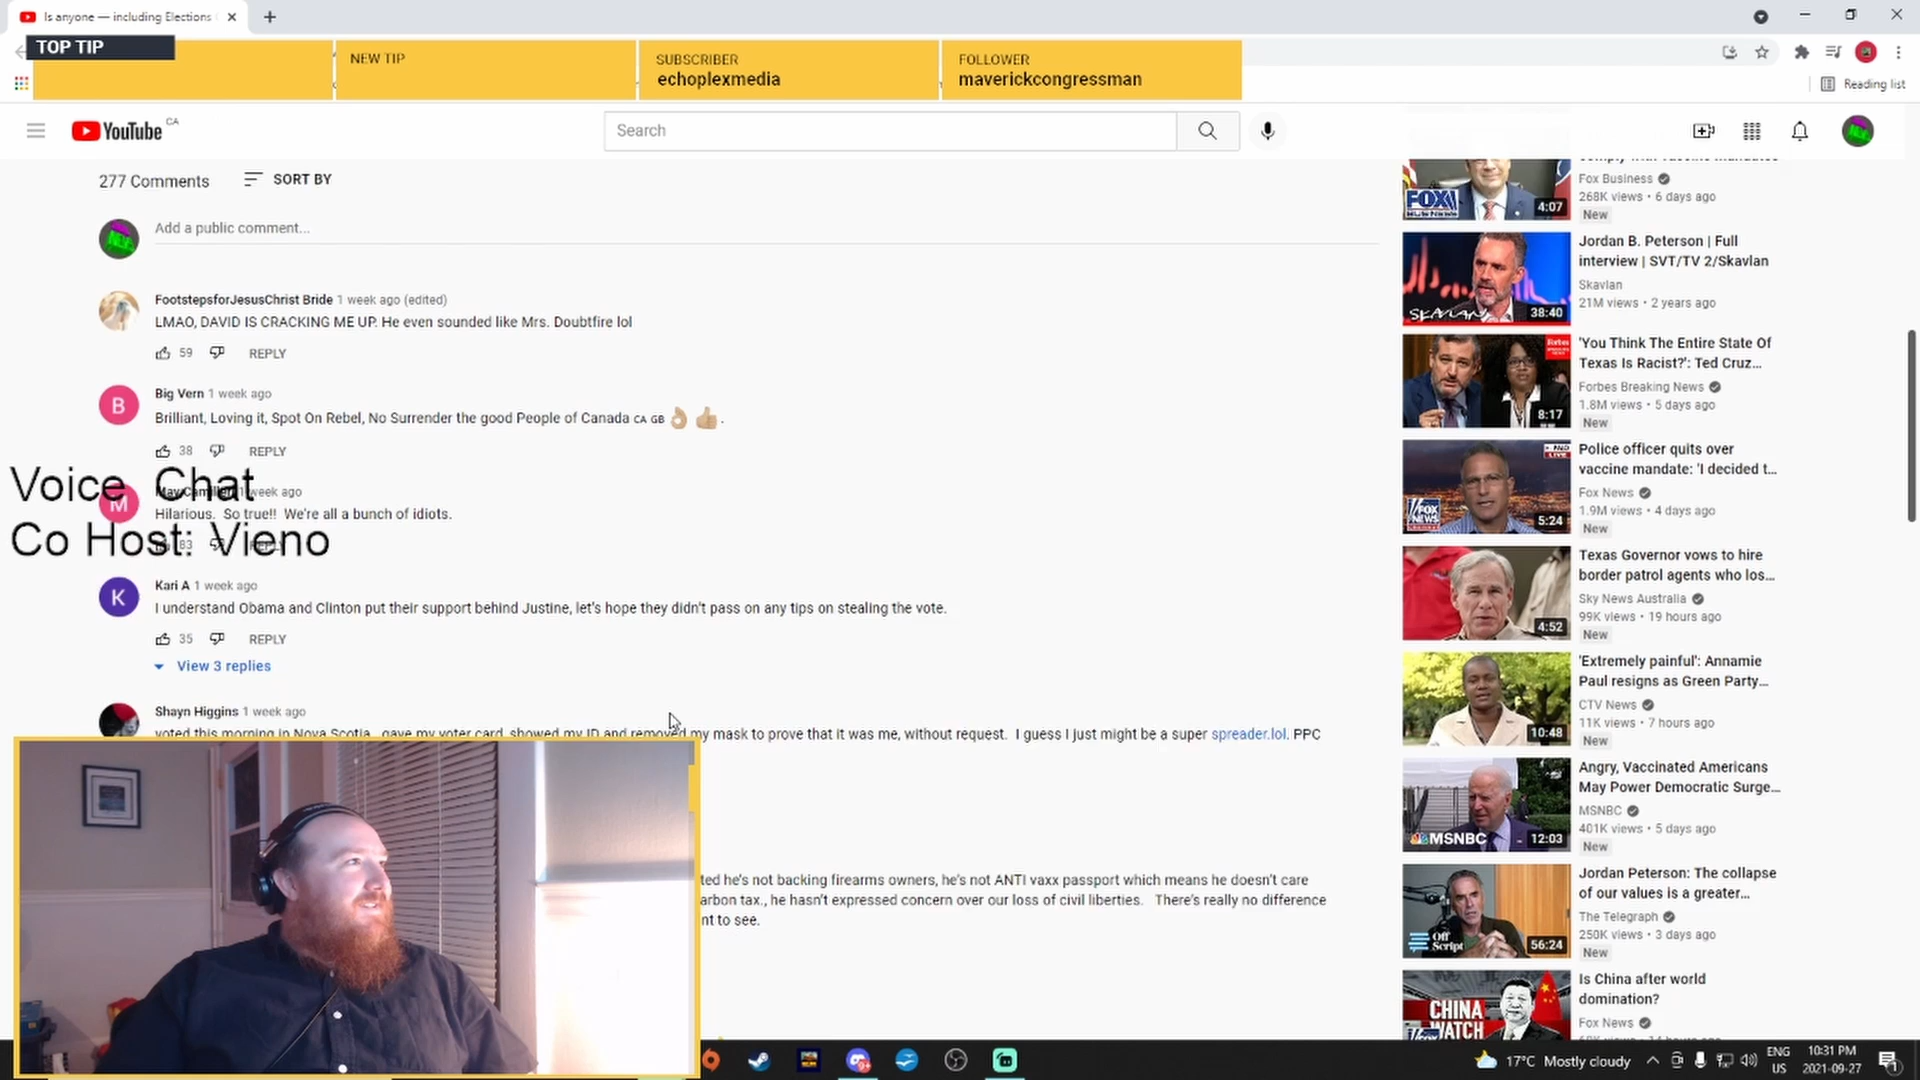 Is anyone — including Elections
TOP TIP
NEW TIP
SUBSCRIBER
echoplexmedia
FOLLOWER
maverickcongressman
Reading list
YouTube CA
Search
277 Comments
SORT BY
Add a public comment...
FootstepsforJesusChrist Bride 1 week ago (edited)
LMAO, DAVID IS CRACKING ME UP. He even sounded like Mrs. Doubtfire lol
59 REPLY
B
Big Vern 1 week ago
Brilliant, Loving it, Spot On Rebel, No Surrender the good People of Canada CA GB 👌🏼 👍🏼 .
38 REPLY
Voice Chat
Co Host: Vieno
M
week ago
Hilarious. So true!! We're all a bunch of idiots.
83
K
Kari A 1 week ago
I understand Obama and Clinton put their support behind Justine, let's hope they didn't pass on any tips on stealing the vote.
35 REPLY
View 3 replies
Shayn Higgins 1 week ago
voted this morning in Nova Scotia.. gave my voter card, showed my ID and removed my mask to prove that it was me, without request. I guess I just might be a super spreader.lol. PPC
ted he's not backing firearms owners, he's not ANTI vaxx passport which means he doesn't care
arbon tax., he hasn't expressed concern over our loss of civil liberties. There's really no difference
nt to see.
Fox Business
268K views • 6 days ago
New
FOX
4:07
Jordan B. Peterson | Full
interview | SVT/TV 2/Skavlan
Skavlan
21M views • 2 years ago
SKAVLAN
38:40
'You Think The Entire State Of
Texas Is Racist?': Ted Cruz...
Forbes Breaking News
1.8M views • 5 days ago
New
Forbes
8:17
Police officer quits over
vaccine mandate: 'I decided t...
Fox News
1.9M views • 4 days ago
New
LIVE
FOX
NEWS
5:24
Texas Governor vows to hire
border patrol agents who los...
Sky News Australia
99K views • 19 hours ago
New
4:52
'Extremely painful': Annamie
Paul resigns as Green Party...
CTV News
11K views • 7 hours ago
New
10:48
Angry, Vaccinated Americans
May Power Democratic Surge...
MSNBC
401K views • 5 days ago
New
MSNBC
12:03
Jordan Peterson: The collapse
of our values is a greater...
The Telegraph
250K views • 3 days ago
New
Off
Script
56:24
Is China after world
domination?
Fox News
CHINA
WATCH
17°C Mostly cloudy
ENG
US
10:31 PM
2021-09-27
1